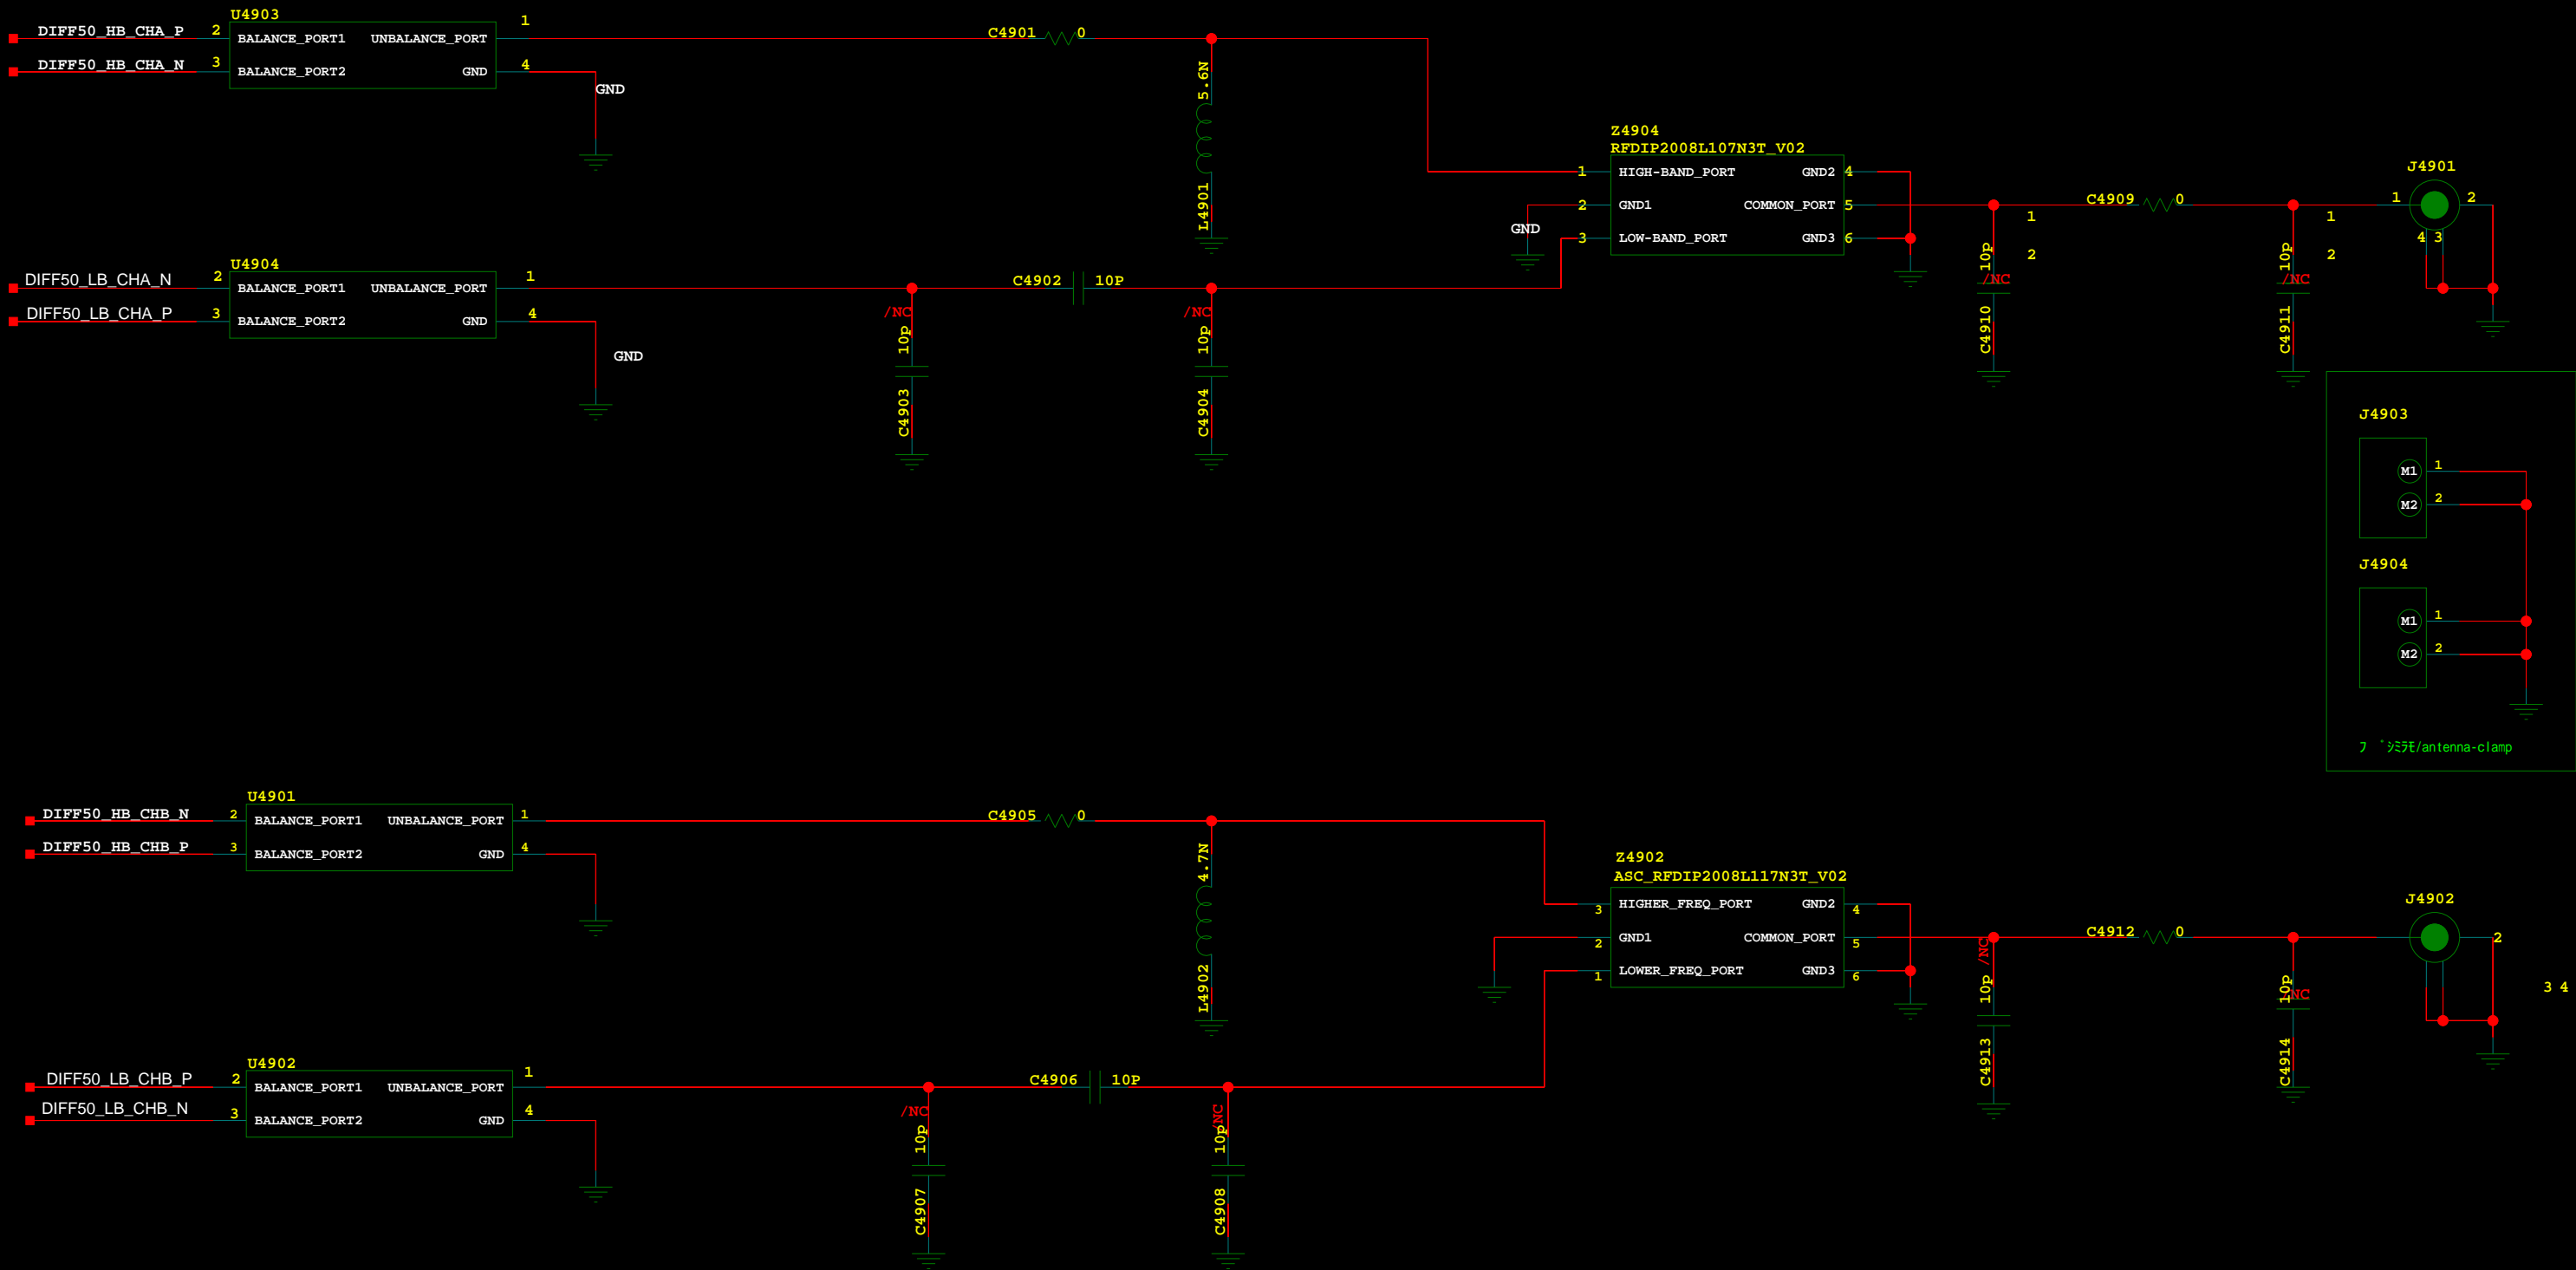 U4903
DIFF50_HB_CHA_P 2 BALANCE_PORT1 UNBALANCE_PORT 1
DIFF50_HB_CHA_N 3 BALANCE_PORT2 GND 4
GND
C4901 0
5.6N
L4901
U4904
DIFF50_LB_CHA_N 2 BALANCE_PORT1 UNBALANCE_PORT 1
DIFF50_LB_CHA_P 3 BALANCE_PORT2 GND 4
GND
C4902 10P
/NC
10p
C4903
/NC
10p
C4904
Z4904
RFDIP2008L107N3T_V02
1 HIGH-BAND_PORT GND2 4
2 GND1 COMMON_PORT 5
3 LOW-BAND_PORT GND3 6
GND
C4909 0
1
2
10p
/NC
C4910
1
2
10p
/NC
C4911
J4901
1 2
4 3
J4903
M1 1
M2 2
J4904
M1 1
M2 2
/antenna-clamp
U4901
DIFF50_HB_CHB_N 2 BALANCE_PORT1 UNBALANCE_PORT 1
DIFF50_HB_CHB_P 3 BALANCE_PORT2 GND 4
C4905 0
4.7N
L4902
Z4902
ASC_RFDIP2008L117N3T_V02
3 HIGHER_FREQ_PORT GND2 4
2 GND1 COMMON_PORT 5
1 LOWER_FREQ_PORT GND3 6
C4912 0
/NC
10p
C4913
10p
/NC
C4914
J4902
2
3 4
U4902
DIFF50_LB_CHB_P 2 BALANCE_PORT1 UNBALANCE_PORT 1
DIFF50_LB_CHB_N 3 BALANCE_PORT2 GND 4
C4906 10P
/NC
10p
C4907
/NC
10p
C4908